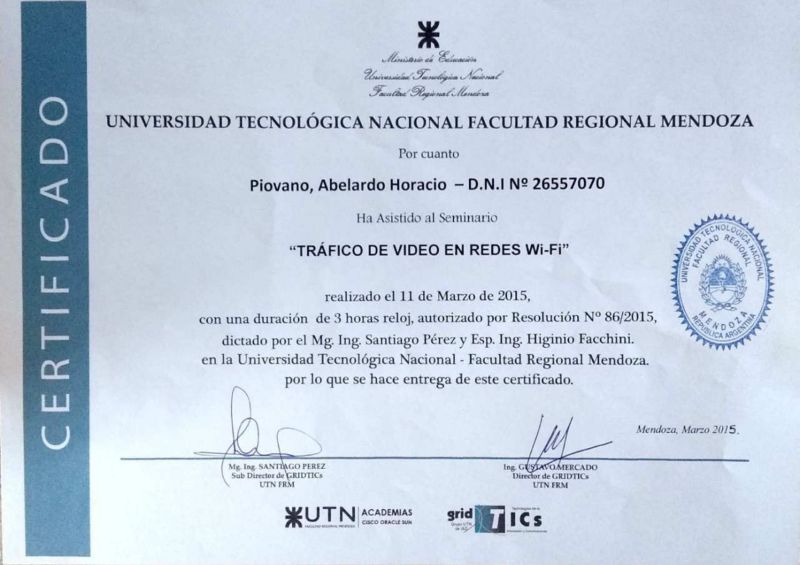 CERTIFICADO
Ministerio de Educación
Universidad Tecnológica Nacional
Facultad Regional Mendoza
UNIVERSIDAD TECNOLÓGICA NACIONAL FACULTAD REGIONAL MENDOZA
Por cuanto
Piovano, Abelardo Horacio – D.N.I Nº 26557070
Ha Asistido al Seminario
“TRÁFICO DE VIDEO EN REDES Wi-Fi”
realizado el 11 de Marzo de 2015,
con una duración de 3 horas reloj, autorizado por Resolución Nº 86/2015,
dictado por el Mg. Ing. Santiago Pérez y Esp. Ing. Higinio Facchini.
en la Universidad Tecnológica Nacional - Facultad Regional Mendoza.
por lo que se hace entrega de este certificado.
UNIVERSIDAD TECNOLÓGICA NACIONAL
FACULTAD REGIONAL
MENDOZA
REPÚBLICA ARGENTINA
Mendoza, Marzo 2015.
Mg. Ing. SANTIAGO PEREZ
Sub Director de GRIDTICs
UTN FRM
Ing. GUSTAVO MERCADO
Director de GRIDTICs
UTN FRM
UTN
FACULTAD REGIONAL MENDOZA
ACADEMIAS
CISCO ORACLE SUN
grid
TICs
Grupo UTN